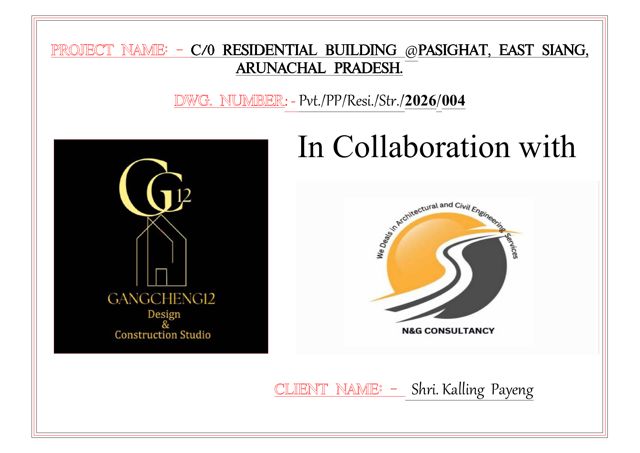 PROJECT NAME: - C/0 RESIDENTIAL BUILDING @PASIGHAT, EAST SIANG,
ARUNACHAL PRADESH.
DWG. NUMBER:- Pvt./PP/Resi./Str./2026/004
In Collaboration with
GG12
GANGCHENG12
Design
&
Construction Studio
We Deals in Architectural and Civil Engineering Services
N&G CONSULTANCY
CLIENT NAME: - Shri. Kalling Payeng